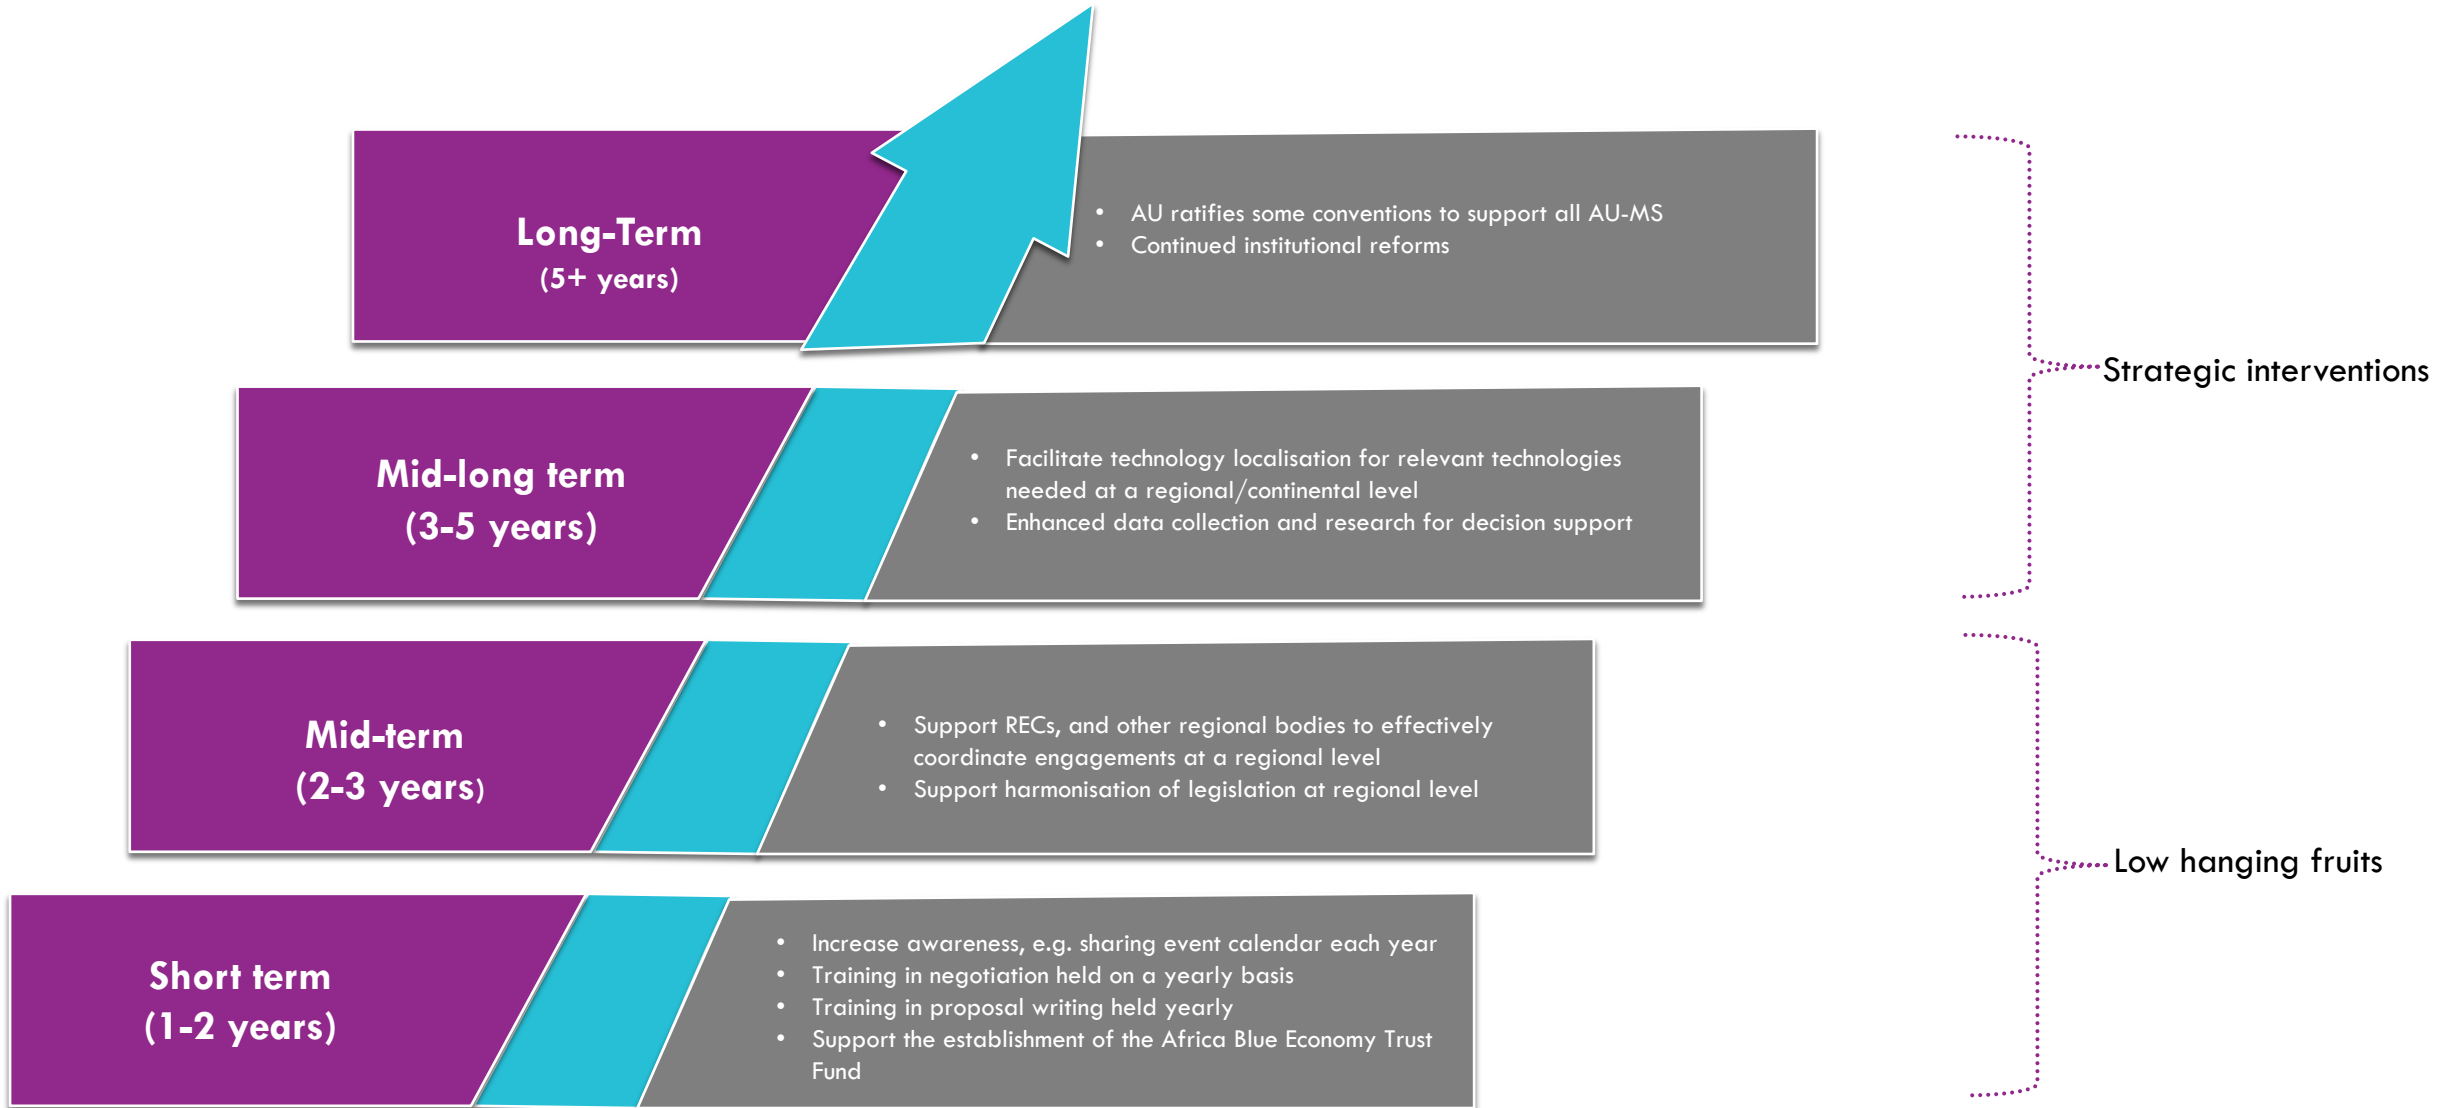 Long-Term
(5+ years)
• AU ratifies some conventions to support all AU-MS
• Continued institutional reforms
Mid-long term
(3-5 years)
• Facilitate technology localisation for relevant technologies
needed at a regional/continental level
• Enhanced data collection and research for decision support
Strategic interventions
Mid-term
(2-3 years)
• Support RECs, and other regional bodies to effectively
coordinate engagements at a regional level
• Support harmonisation of legislation at regional level
Short term
(1-2 years)
• Increase awareness, e.g. sharing event calendar each year
• Training in negotiation held on a yearly basis
• Training in proposal writing held yearly
• Support the establishment of the Africa Blue Economy Trust
Fund
Low hanging fruits